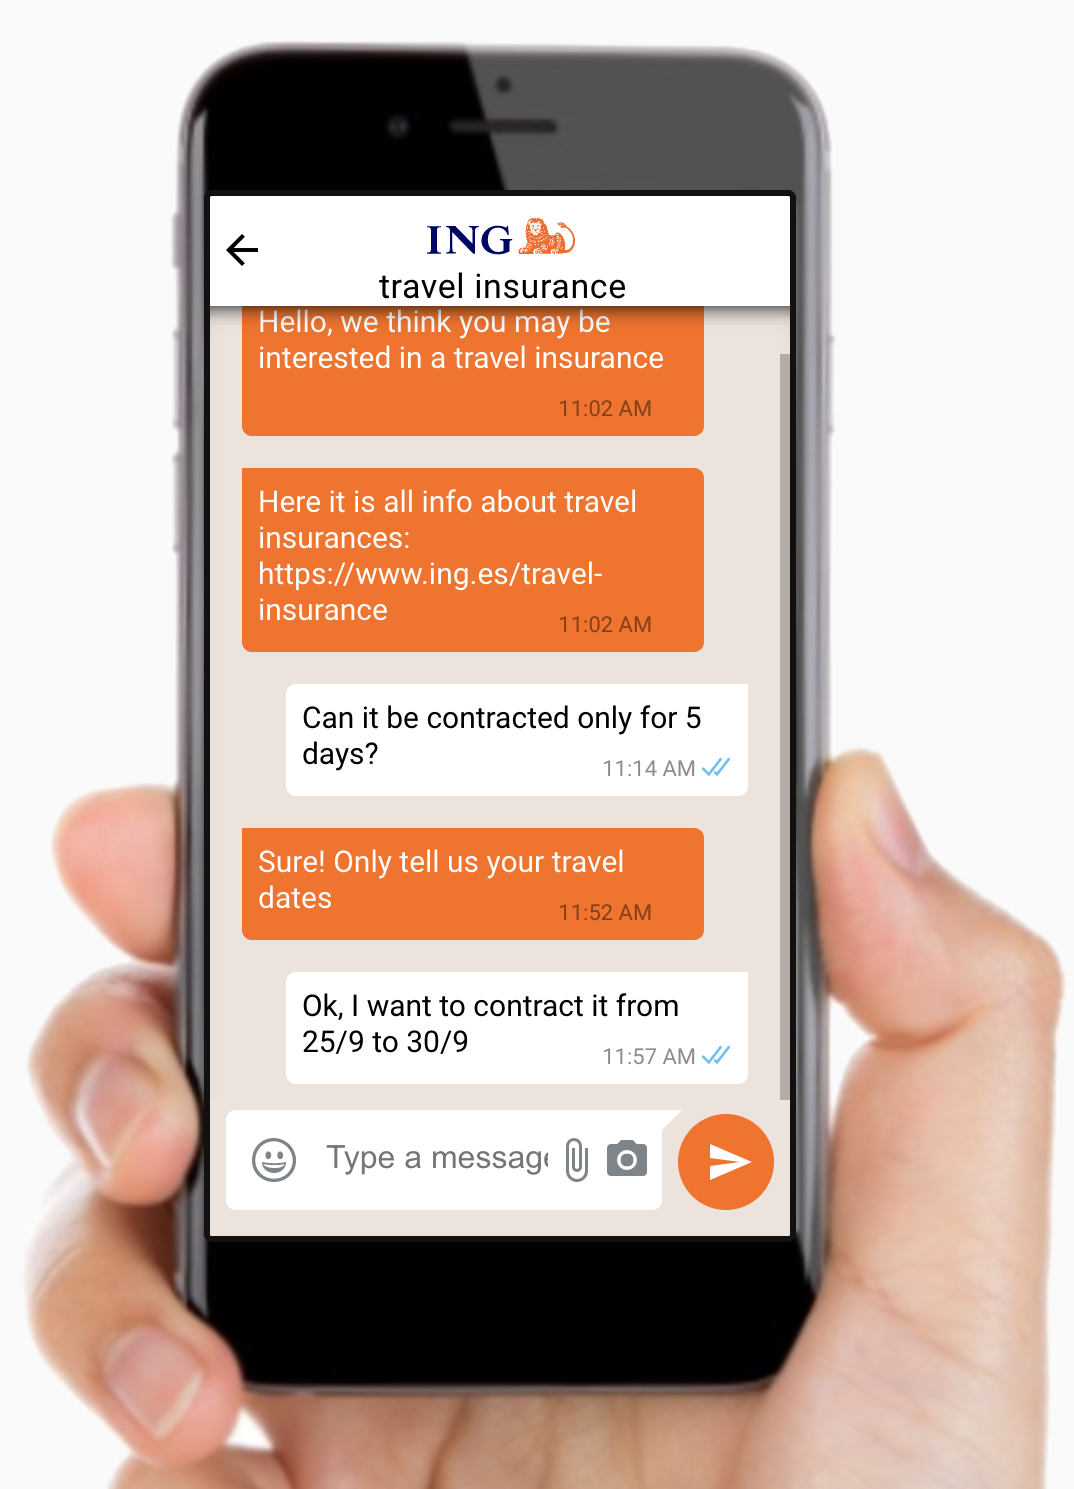 ING
travel insurance
Hello, we think you may be
interested in a travel insurance
11:02 AM
Here it is all info about travel
insurances:
https://www.ing.es/travel-
insurance
11:02 AM
Can it be contracted only for 5
days?
11:14 AM
Sure! Only tell us your travel
dates
11:52 AM
Ok, I want to contract it from
25/9 to 30/9
11:57 AM
Type a message